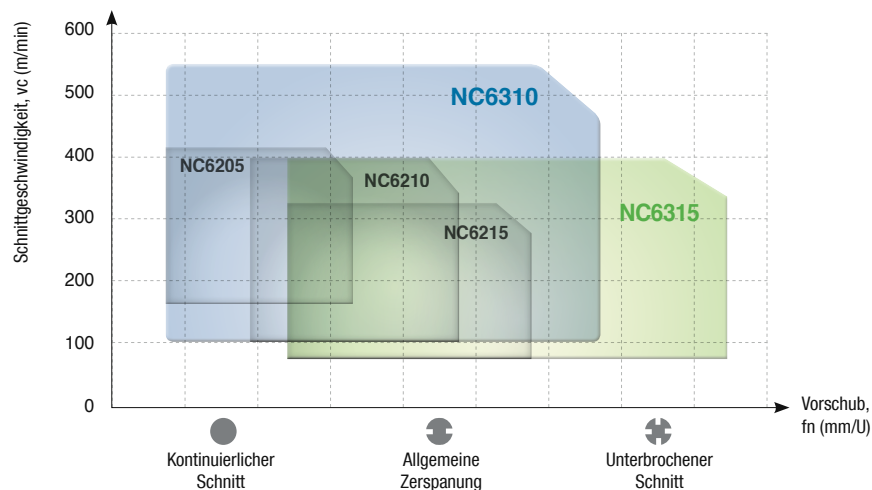 Schnittgeschwindigkeit, vc (m/min)
600
500
400
300
200
100
0
NC6310
NC6205
NC6210
NC6315
NC6215
Vorschub,
fn (mm/U)
Kontinuierlicher
Schnitt
Allgemeine
Zerspanung
Unterbrochener
Schnitt